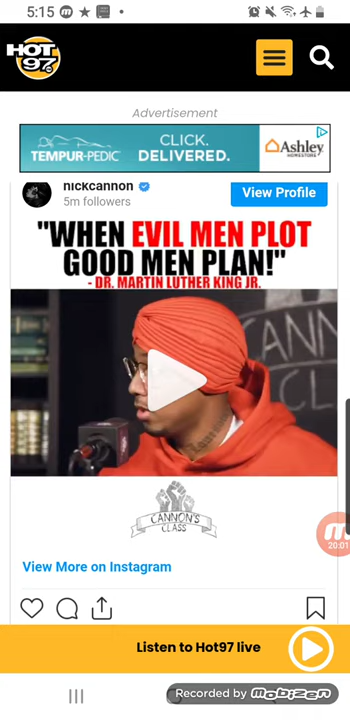 5:15
HOT
97
Advertisement
TEMPUR-PEDIC
CLICK.
DELIVERED.
Ashley
HOMESTORE
nickcannon
5m followers
View Profile
"WHEN EVIL MEN PLOT
GOOD MEN PLAN!"
- DR. MARTIN LUTHER KING JR.
CANN
CL
CANNON'S
CLASS
View More on Instagram
20:01
Listen to Hot97 live
Recorded by mobizen